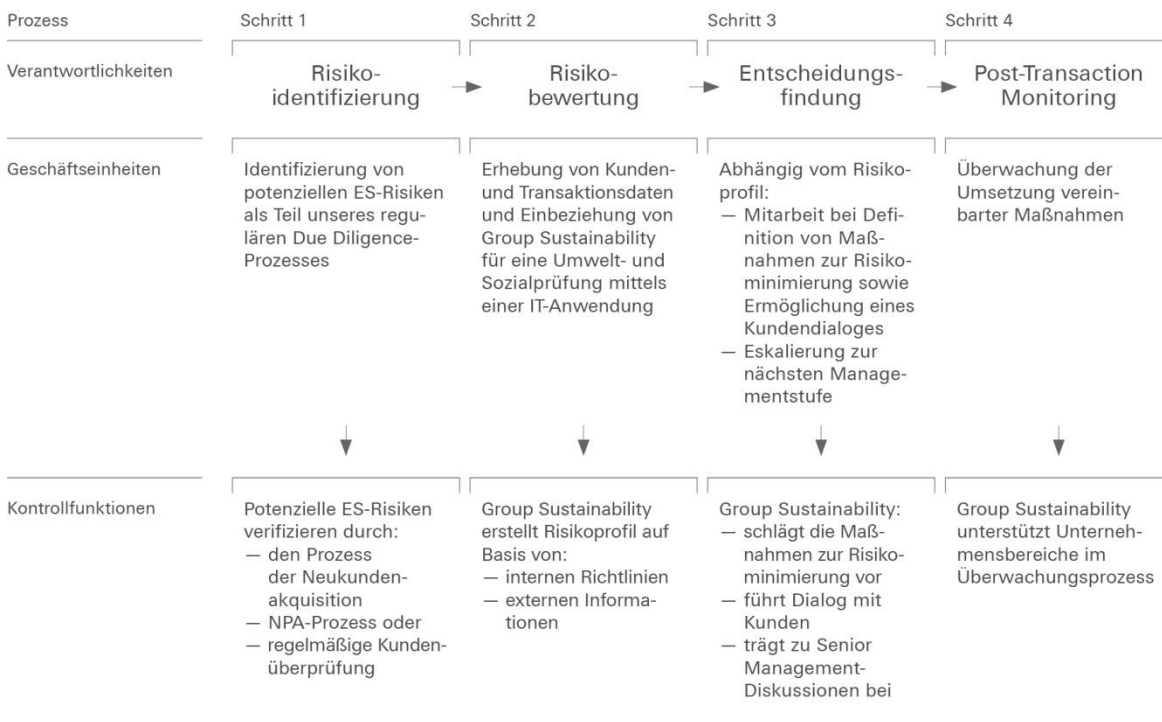 Prozess
Schritt 1
Schritt 2
Schritt 3
Schritt 4
Verantwortlichkeiten
Risiko-
identifizierung
Risiko-
bewertung
Entscheidungs-
findung
Post-Transaction
Monitoring
Geschäftseinheiten
Identifizierung von
potenziellen ES-Risiken
als Teil unseres regu-
lären Due Diligence-
Prozesses
Erhebung von Kunden-
und Transaktionsdaten
und Einbeziehung von
Group Sustainability
für eine Umwelt- und
Sozialprüfung mittels
einer IT-Anwendung
Abhängig vom Risiko-
profil:
— Mitarbeit bei Defi-
nition von Maß-
nahmen zur Risiko-
minimierung sowie
Ermöglichung eines
Kundendialoges
— Eskalierung zur
nächsten Manage-
mentstufe
Überwachung der
Umsetzung verein-
barter Maßnahmen
Kontrollfunktionen
Potenzielle ES-Risiken
verifizieren durch:
— den Prozess
der Neukunden-
akquisition
— NPA-Prozess oder
— regelmäßige Kunden-
überprüfung
Group Sustainability
erstellt Risikoprofil auf
Basis von:
— internen Richtlinien
— externen Informa-
tionen
Group Sustainability:
— schlägt die Maß-
nahmen zur Risiko-
minimierung vor
— führt Dialog mit
Kunden
— trägt zu Senior
Management-
Diskussionen bei
Group Sustainability
unterstützt Unterneh-
mensbereiche im
Überwachungsprozess